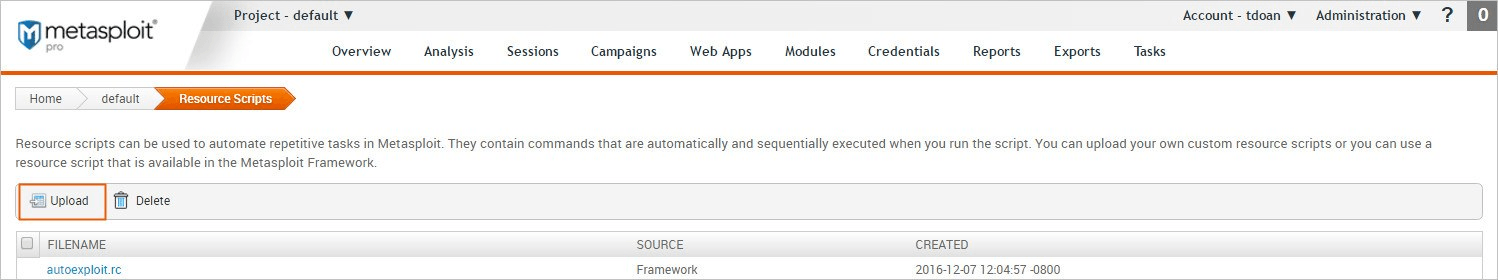 metasploit®
pro
Project - default ▼
Account - tdoan ▼ Administration ▼ ? 0
Overview Analysis Sessions Campaigns Web Apps Modules Credentials Reports Exports Tasks
Home default Resource Scripts
Resource scripts can be used to automate repetitive tasks in Metasploit. They contain commands that are automatically and sequentially executed when you run the script. You can upload your own custom resource scripts or you can use a
resource script that is available in the Metasploit Framework.
Upload Delete
FILENAME SOURCE CREATED
autoexploit.rc Framework 2016-12-07 12:04:57 -0800